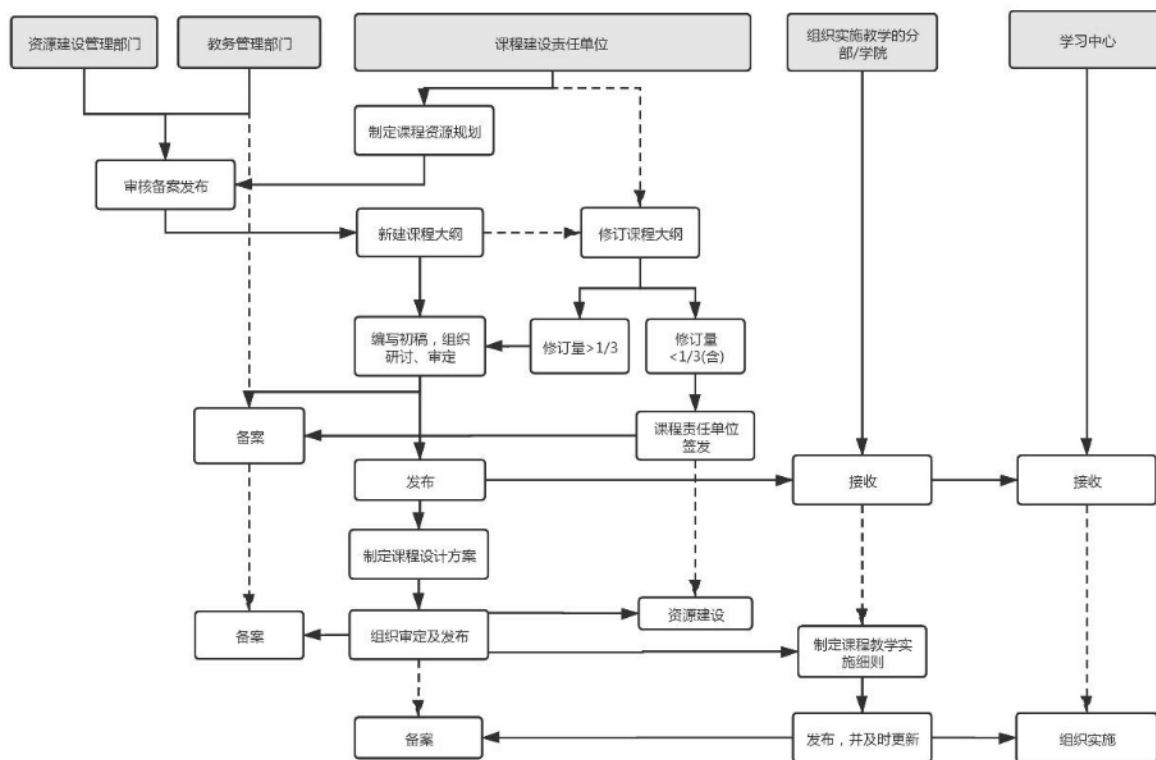 资源建设管理部门
教务管理部门
课程建设责任单位
组织实施教学的分
部/学院
学习中心
制定课程资源规划
审核备案发布
新建课程大纲
修订课程大纲
编写初稿，组织
研讨、审定
修订量>1/3
修订量
<1/3(含)
备案
课程责任单位
签发
发布
接收
接收
制定课程设计方案
备案
组织审定及发布
资源建设
制定课程教学实
施细则
备案
发布，并及时更新
组织实施